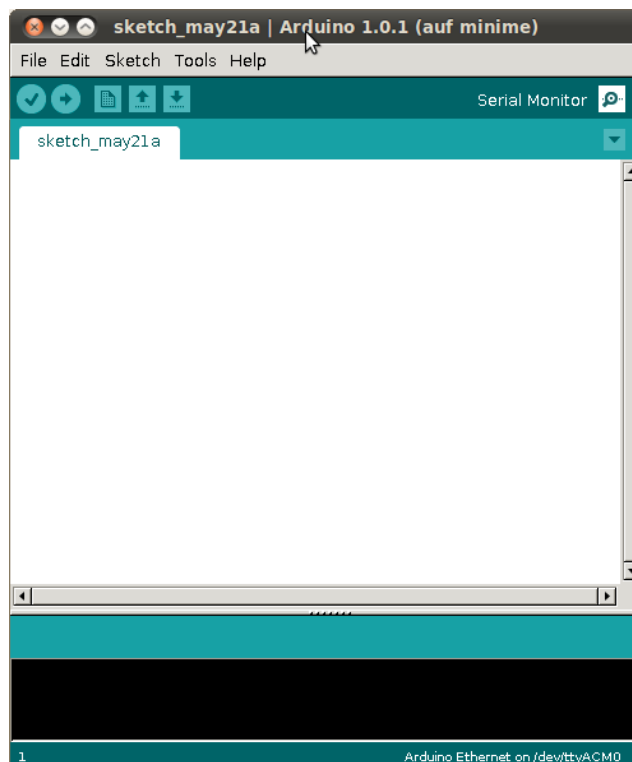 sketch_may21a | Arduino 1.0.1 (auf minime)
File Edit Sketch Tools Help
Serial Monitor
sketch_may21a
1 Arduino Ethernet on /dev/ttyACM0